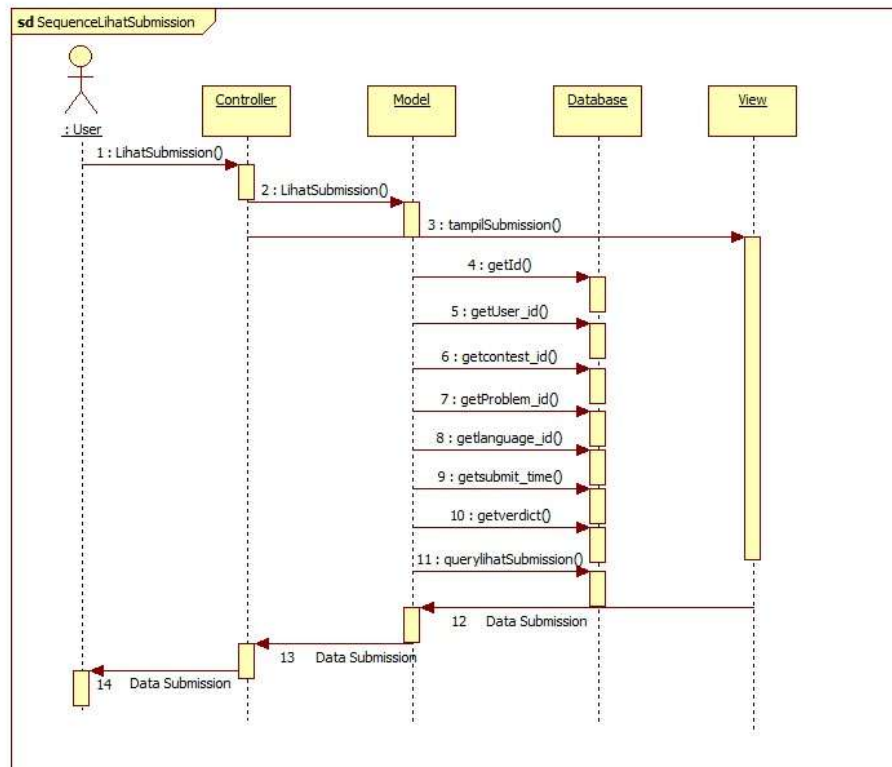 sd SequenceLihatSubmission
Controller
Model
Database
View
: User
1 : LihatSubmission()
2 : LihatSubmission()
3 : tampilSubmission()
4 : getId()
5 : getUser_id()
6 : getcontest_id()
7 : getProblem_id()
8 : getlanguage_id()
9 : getsubmit_time()
10 : getverdict()
11 : querylihatSubmission()
12 Data Submission
13 Data Submission
14 Data Submission